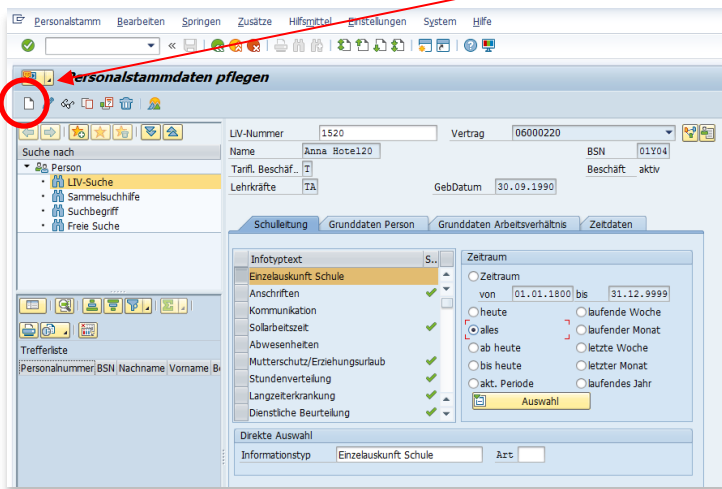 Personalstamm Bearbeiten Springen Zusätze Hilfsmittel Einstellungen System Hilfe
Personalstammdaten pflegen
Suche nach
Person
LIV-Suche
Sammelsuchhilfe
Suchbegriff
Freie Suche
Trefferliste
Personalnummer BSN Nachname Vorname
LIV-Nummer 1520 Vertrag 06000220
Name Anna Hote120 BSN 01Y04
Tarifl. Beschäf.. T Beschäft aktiv
Lehrkräfte TA GebDatum 30.09.1990
Schulleitung Grunddaten Person Grunddaten Arbeitsverhältnis Zeitdaten
Infotyptext S..
Einzelauskunft Schule
Anschriften
Kommunikation
Sollarbeitszeit
Abwesenheiten
Mutterschutz/Erziehungsurlaub
Stundenverteilung
Langzeiterkrankung
Dienstliche Beurteilung
Zeitraum
Zeitraum
von 01.01.1800 bis 31.12.9999
heute laufende Woche
alles laufender Monat
ab heute letzte Woche
bis heute letzter Monat
akt. Periode laufendes Jahr
Auswahl
Direkte Auswahl
Informationstyp Einzelauskunft Schule Art